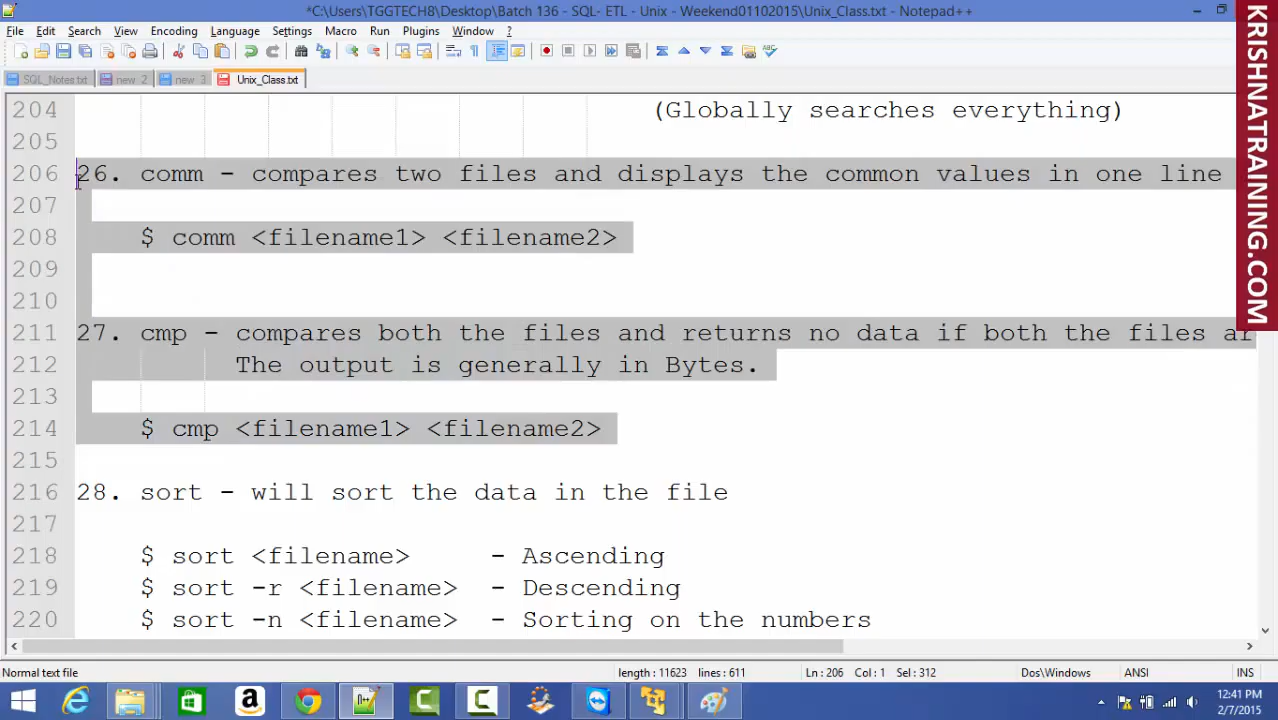 *C:\Users\TGGTECH8\Desktop\Batch 136 - SQL- ETL - Unix - Weekend01102015\Unix_Class.txt - Notepad++
File Edit Search View Encoding Language Settings Macro Run Plugins Window ?
SQL_Notes.txt new 2 new 3 Unix_Class.txt
204 (Globally searches everything)
205
206 26. comm - compares two files and displays the common values in one line
207
208 $ comm <filename1> <filename2>
209
210
211 27. cmp - compares both the files and returns no data if both the files ar
212 The output is generally in Bytes.
213
214 $ cmp <filename1> <filename2>
215
216 28. sort - will sort the data in the file
217
218 $ sort <filename> - Ascending
219 $ sort -r <filename> - Descending
220 $ sort -n <filename> - Sorting on the numbers
Normal text file length : 11623 lines : 611 Ln : 206 Col : 1 Sel : 312 Dos\Windows ANSI INS
12:41 PM
2/7/2015
KRISHNATRAINING.COM